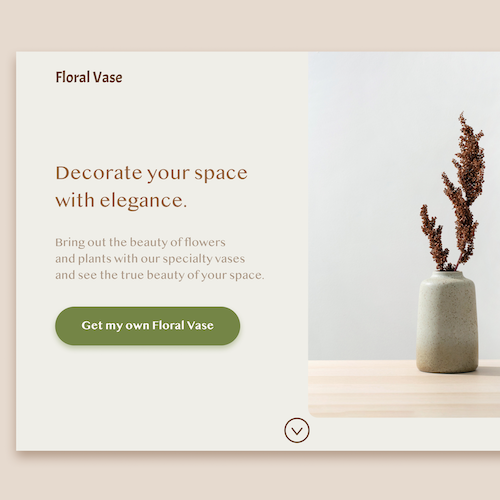 Floral Vase
Decorate your space
with elegance.
Bring out the beauty of flowers
and plants with our specialty vases
and see the true beauty of your space.
Get my own Floral Vase